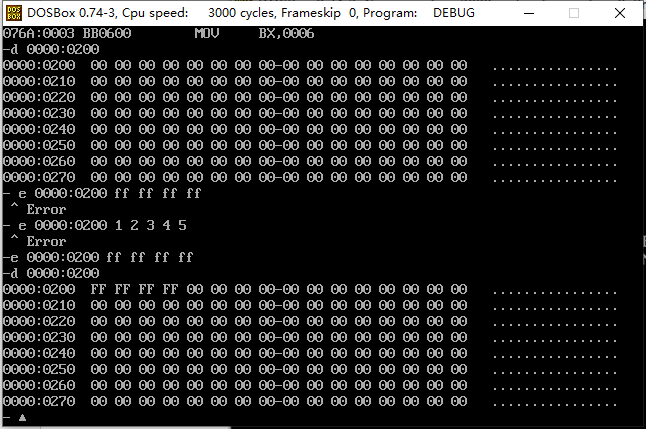 DOSBox 0.74-3, Cpu speed: 3000 cycles, Frameskip 0, Program: DEBUG
076A:0003 BB0600 MOV BX,0006
-d 0000:0200
0000:0200 00 00 00 00 00 00 00 00-00 00 00 00 00 00 00 00 ................
0000:0210 00 00 00 00 00 00 00 00-00 00 00 00 00 00 00 00 ................
0000:0220 00 00 00 00 00 00 00 00-00 00 00 00 00 00 00 00 ................
0000:0230 00 00 00 00 00 00 00 00-00 00 00 00 00 00 00 00 ................
0000:0240 00 00 00 00 00 00 00 00-00 00 00 00 00 00 00 00 ................
0000:0250 00 00 00 00 00 00 00 00-00 00 00 00 00 00 00 00 ................
0000:0260 00 00 00 00 00 00 00 00-00 00 00 00 00 00 00 00 ................
0000:0270 00 00 00 00 00 00 00 00-00 00 00 00 00 00 00 00 ................
- e 0000:0200 ff ff ff ff
^ Error
- e 0000:0200 1 2 3 4 5
^ Error
-e 0000:0200 ff ff ff ff
-d 0000:0200
0000:0200 FF FF FF FF 00 00 00 00-00 00 00 00 00 00 00 00 ................
0000:0210 00 00 00 00 00 00 00 00-00 00 00 00 00 00 00 00 ................
0000:0220 00 00 00 00 00 00 00 00-00 00 00 00 00 00 00 00 ................
0000:0230 00 00 00 00 00 00 00 00-00 00 00 00 00 00 00 00 ................
0000:0240 00 00 00 00 00 00 00 00-00 00 00 00 00 00 00 00 ................
0000:0250 00 00 00 00 00 00 00 00-00 00 00 00 00 00 00 00 ................
0000:0260 00 00 00 00 00 00 00 00-00 00 00 00 00 00 00 00 ................
0000:0270 00 00 00 00 00 00 00 00-00 00 00 00 00 00 00 00 ................
- ▲